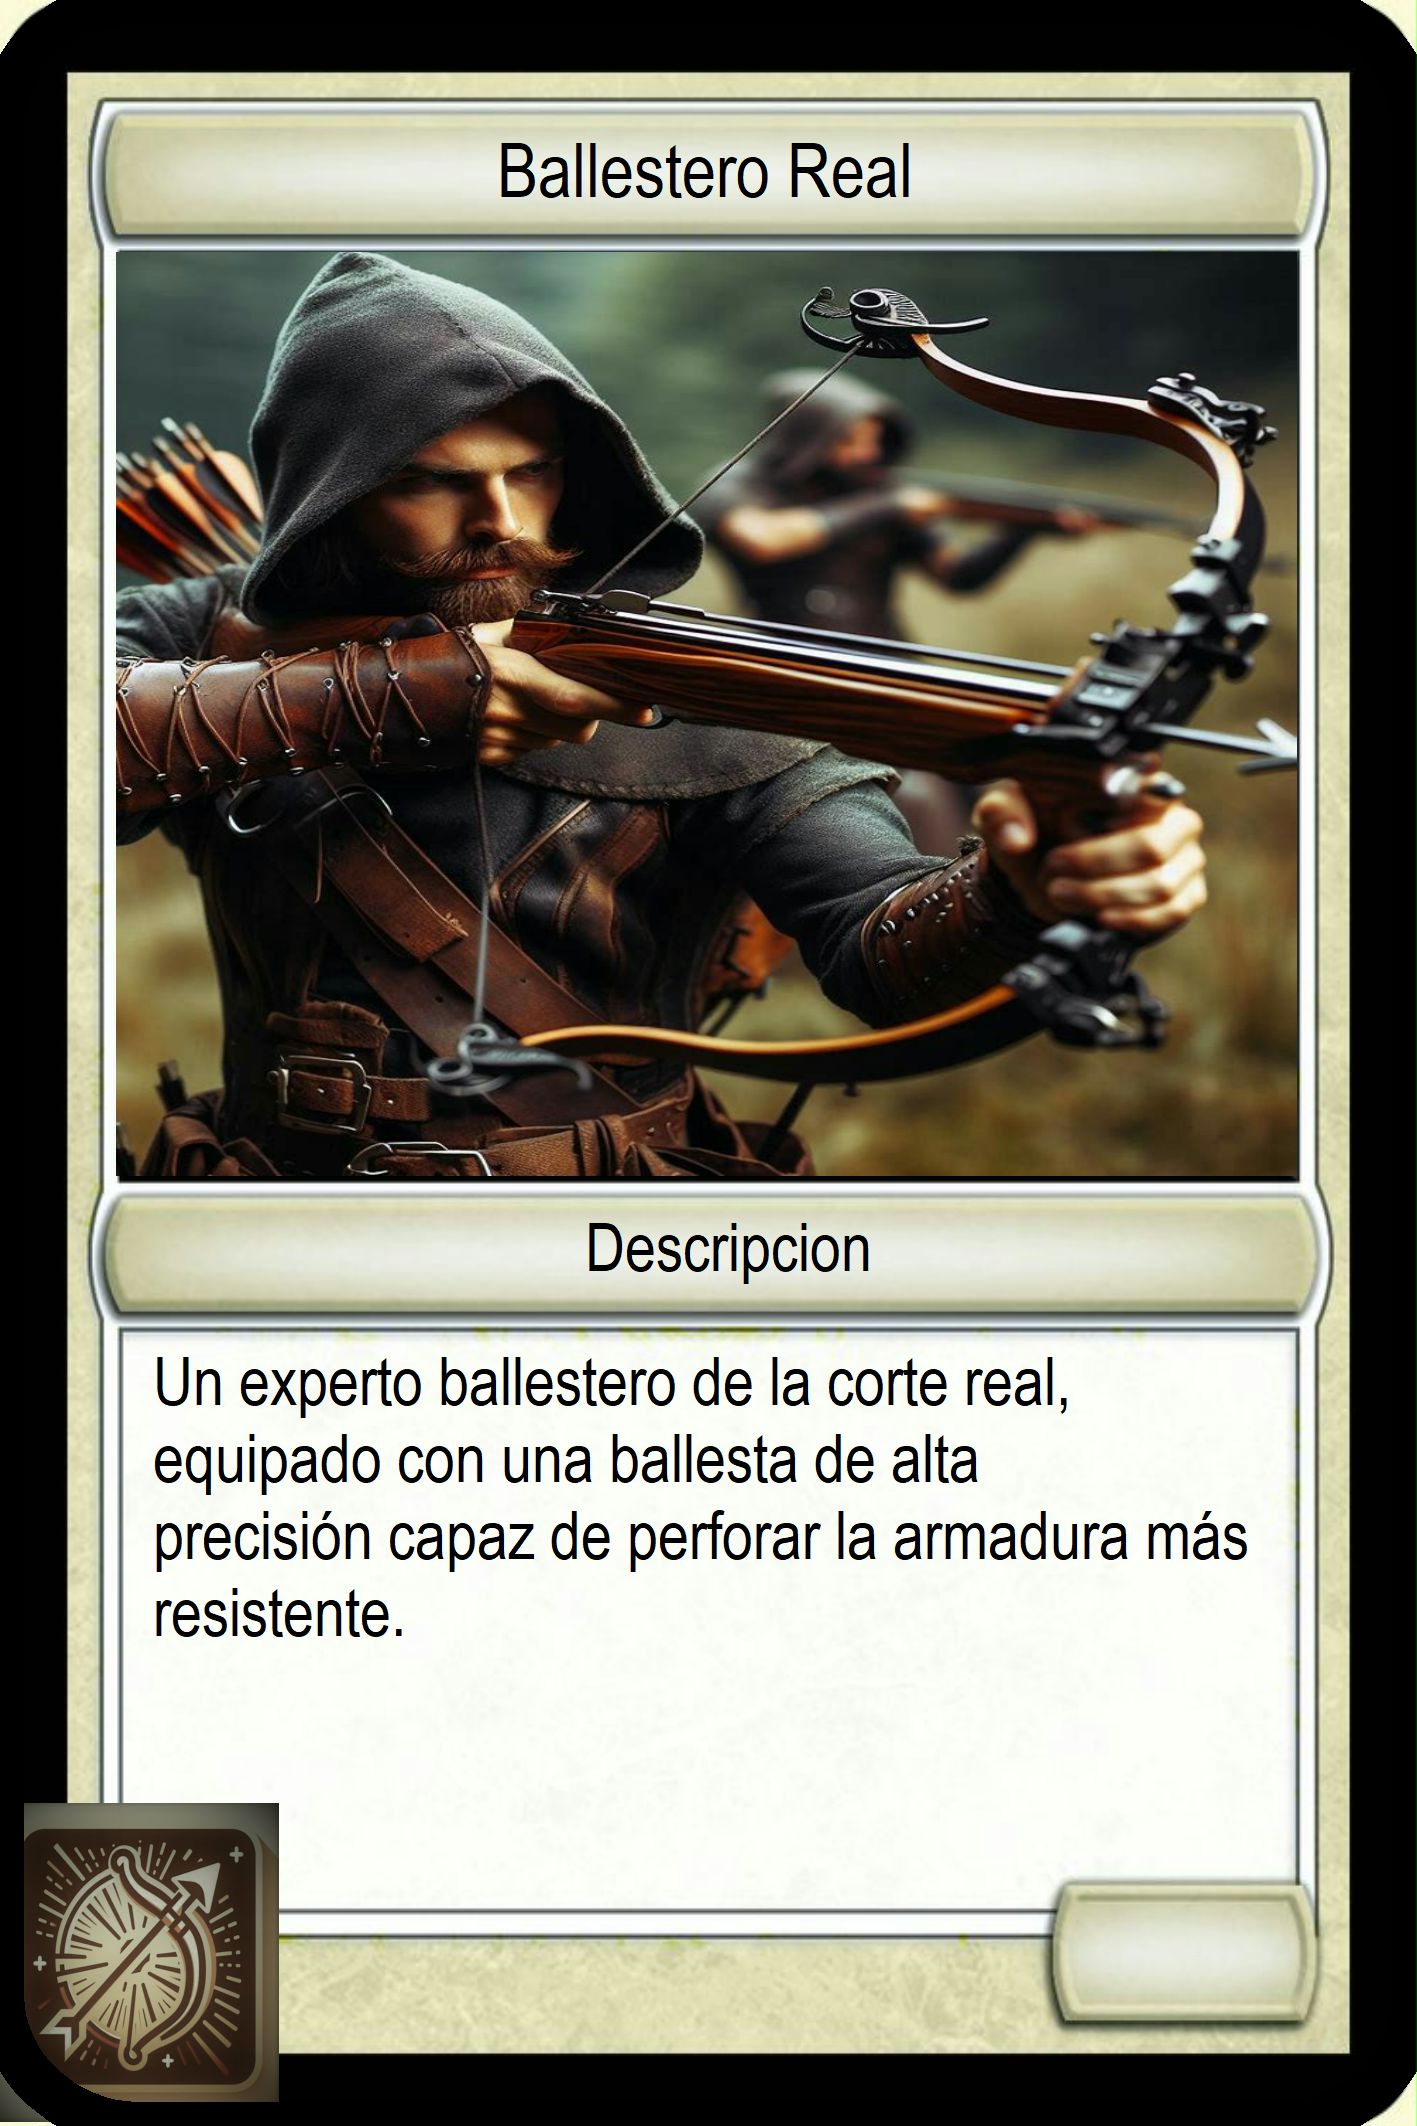 Ballestero Real
Descripcion
Un experto ballestero de la corte real,
equipado con una ballesta de alta
precisión capaz de perforar la armadura más
resistente.